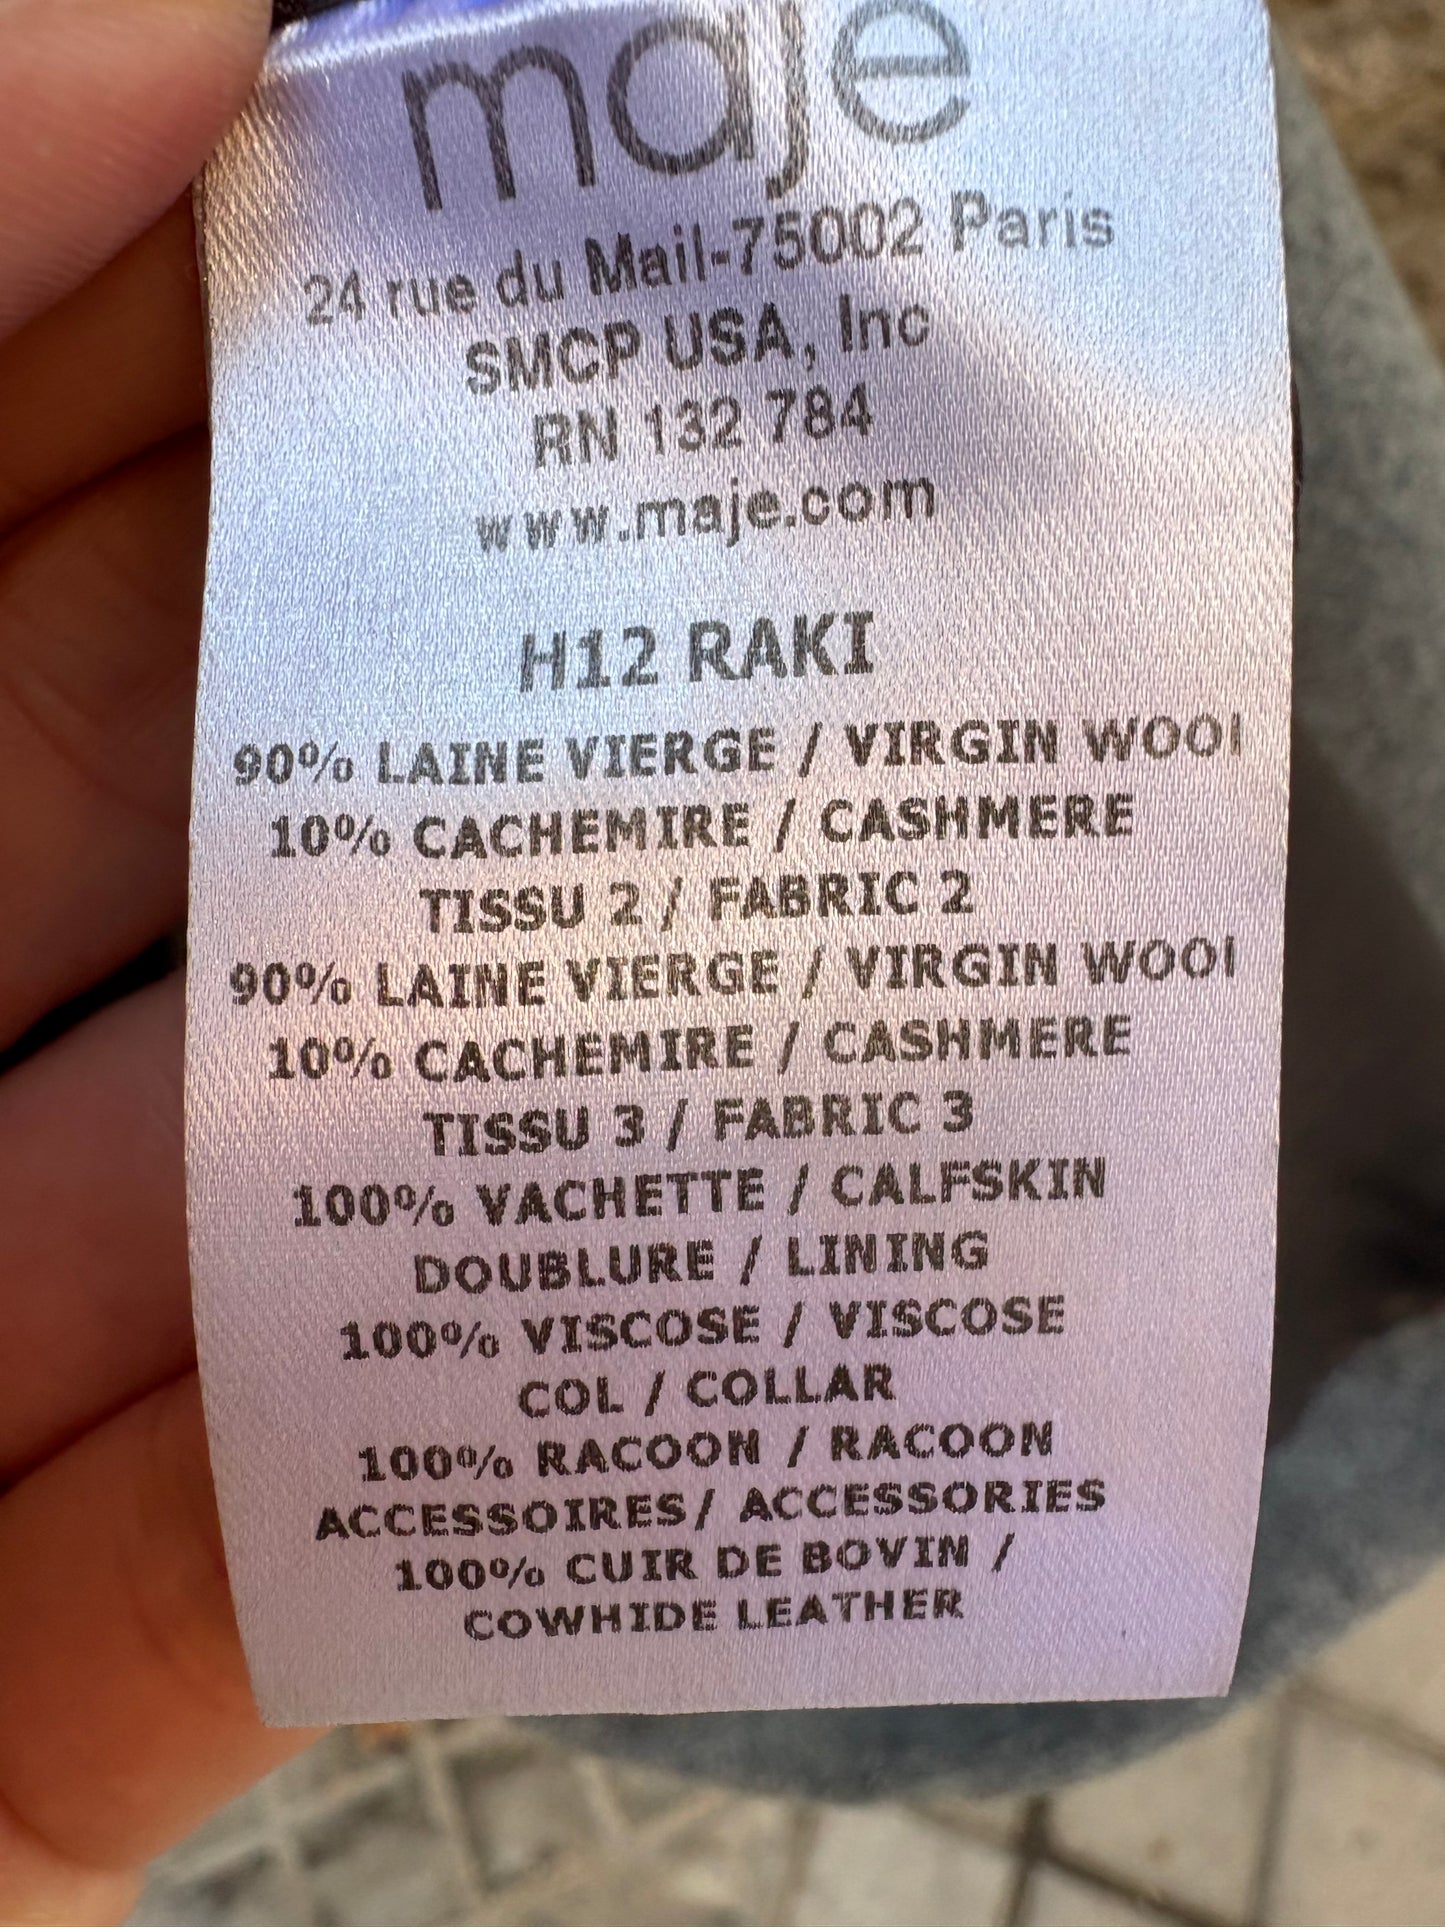 maje
24 rue du Mail-75002 Paris
SMCP USA, Inc
RN 132 784
www.maje.com
H12 RAKI
90% LAINE VIERGE / VIRGIN WOOl
10% CACHEMIRE / CASHMERE
TISSU 2 / FABRIC 2
90% LAINE VIERGE / VIRGIN WOOl
10% CACHEMIRE / CASHMERE
TISSU 3 / FABRIC 3
100% VACHETTE / CALFSKIN
DOUBLURE / LINING
100% VISCOSE / VISCOSE
COL / COLLAR
100% RACOON / RACOON
ACCESSOIRES/ ACCESSORIES
100% CUIR DE BOVIN /
COWHIDE LEATHER